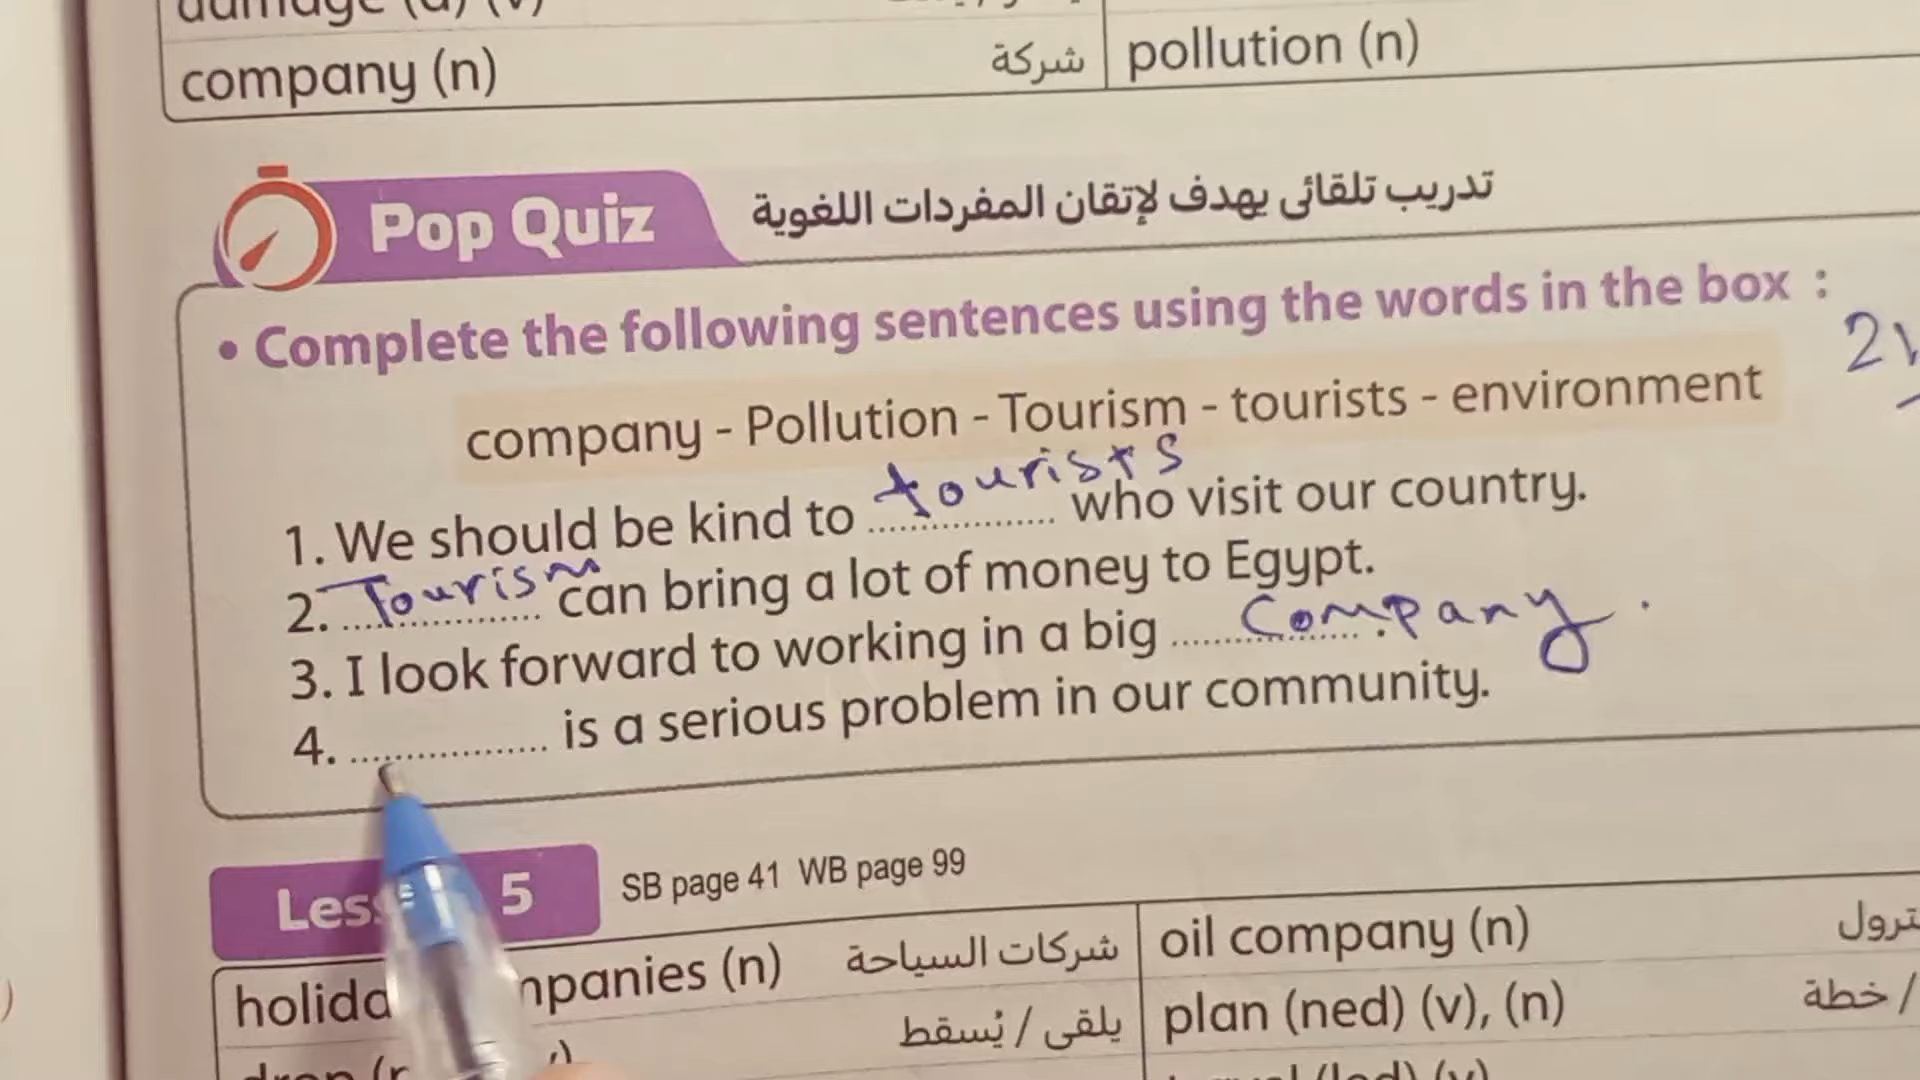 company (n) شركة pollution (n)
Pop Quiz تدريب تلقائى يهدف لإتقان المفردات اللغوية
• Complete the following sentences using the words in the box :
company - Pollution - Tourism - tourists - environment
1. We should be kind to tourists who visit our country.
2. Tourism can bring a lot of money to Egypt.
3. I look forward to working in a big company.
4. .................. is a serious problem in our community.
5 SB page 41 WB page 99
(n) شركات السياحة oil company (n)
يلقى / يُسقط plan (ned) (v), (n) / خطة